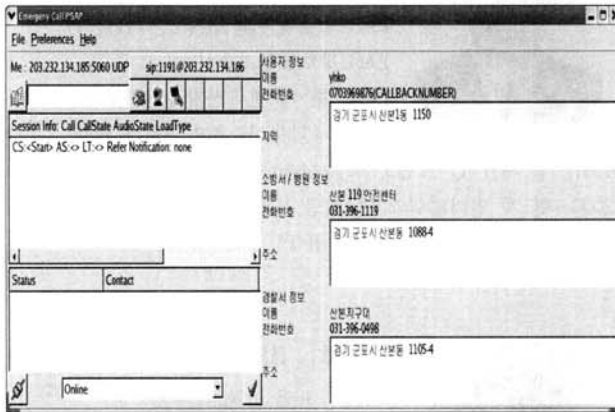 Emergency Call PSAP
File Preferences Help
Me : 203.232.134.185:5060 UDP
sip:1191@203.232.134.186
Session Info: Call CallState AudioState LoadType
CS:<Start> AS:<> LT:<> Refer Notification: none
Status Contact
Online
사용자 정보
이름 yhko
전화번호 0703969876(CALLBACKNUMBER)
지역 경기 군포시 산본1동 1150
소방서 / 병원 정보
이름 산본 119 안전센터
전화번호 031-396-1119
주소 경기 군포시 산본동 1088-4
경찰서 정보
이름 산본지구대
전화번호 031-396-0498
주소 경기 군포시 산본동 1105-4